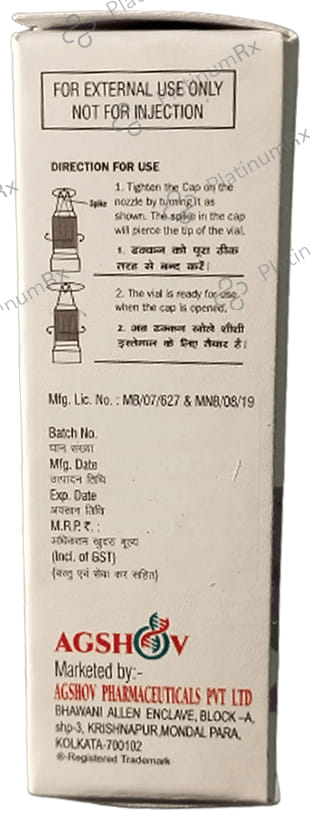 FOR EXTERNAL USE ONLY
NOT FOR INJECTION
DIRECTION FOR USE
Spike
1. Tighten the Cap on the
nozzle by turning it as
shown. The spike in the cap
will pierce the tip of the vial.
१. ढक्कन को पूरा ठीक
तरह से बन्द करें।
2. The vial is ready for use
when the cap is opened.
२. अब ढक्कन खोले शीशी
इस्तेमाल के लिए तैयार है।
Mfg. Lic. No. : MB/07/627 & MNB/08/19
Batch No.
घान संख्या
Mfg. Date
उत्पादन तिथि
Exp. Date
अवसान तिथि
M.R.P. ₹. :
अधिकतम खुदरा मूल्य
(Incl. of GST)
(वस्तु एवं सेवा कर सहित)
AGSHOV
Marketed by:-
AGSHOV PHARMACEUTICALS PVT LTD
BHAWANI ALLEN ENCLAVE, BLOCK –A,
shp-3, KRISHNAPUR,MONDAL PARA,
KOLKATA-700102
®-Registered Trademark
PlatinumRx
PlatinumRx
PlatinumRx